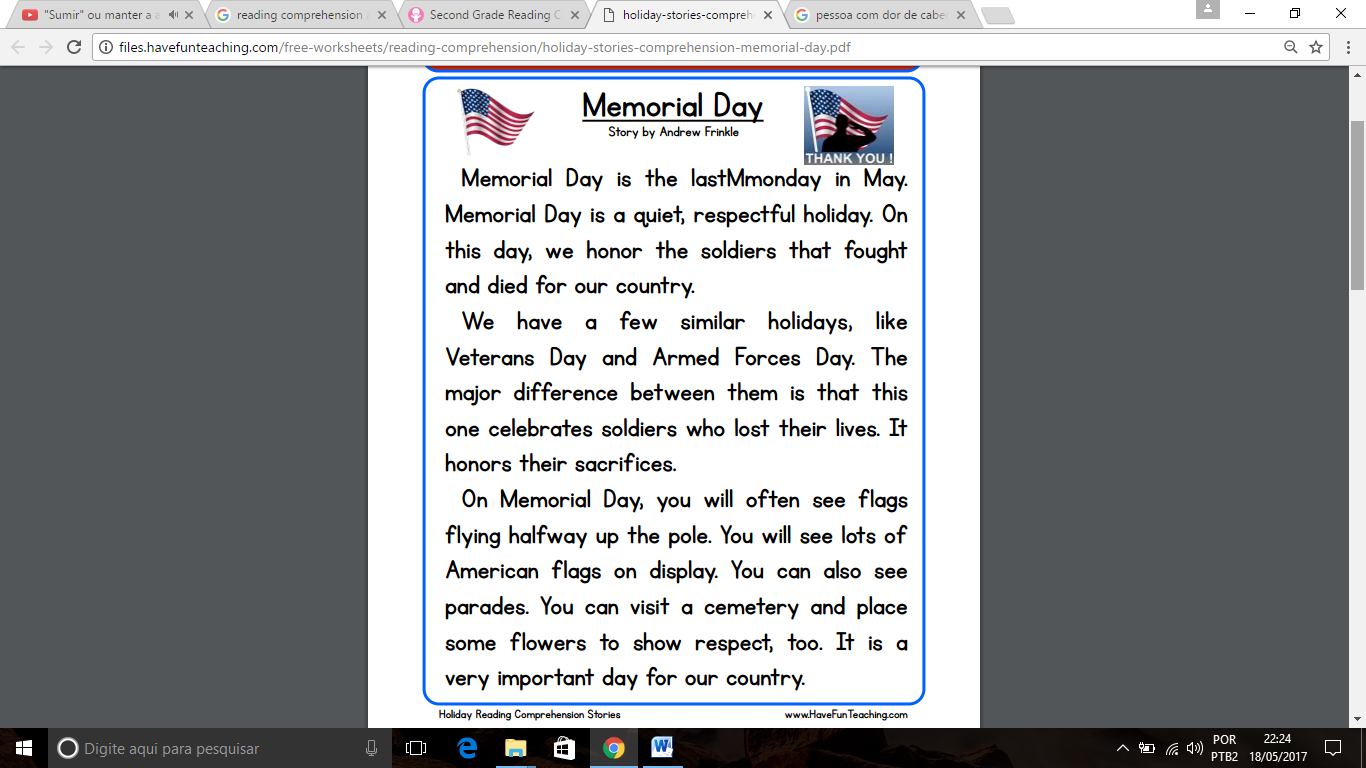 "Sumir" ou manter a a
reading comprehension a
Second Grade Reading C
holiday-stories-compreh
pessoa com dor de cabe
files.havefunteaching.com/free-worksheets/reading-comprehension/holiday-stories-comprehension-memorial-day.pdf
Memorial Day
Story by Andrew Frinkle
THANK YOU !
Memorial Day is the lastMmonday in May.
Memorial Day is a quiet, respectful holiday. On
this day, we honor the soldiers that fought
and died for our country.
We have a few similar holidays, like
Veterans Day and Armed Forces Day. The
major difference between them is that this
one celebrates soldiers who lost their lives. It
honors their sacrifices.
On Memorial Day, you will often see flags
flying halfway up the pole. You will see lots of
American flags on display. You can also see
parades. You can visit a cemetery and place
some flowers to show respect, too. It is a
very important day for our country.
Holiday Reading Comprehension Stories
www.HaveFunTeaching.com
Digite aqui para pesquisar
POR
PTB2
22:24
18/05/2017